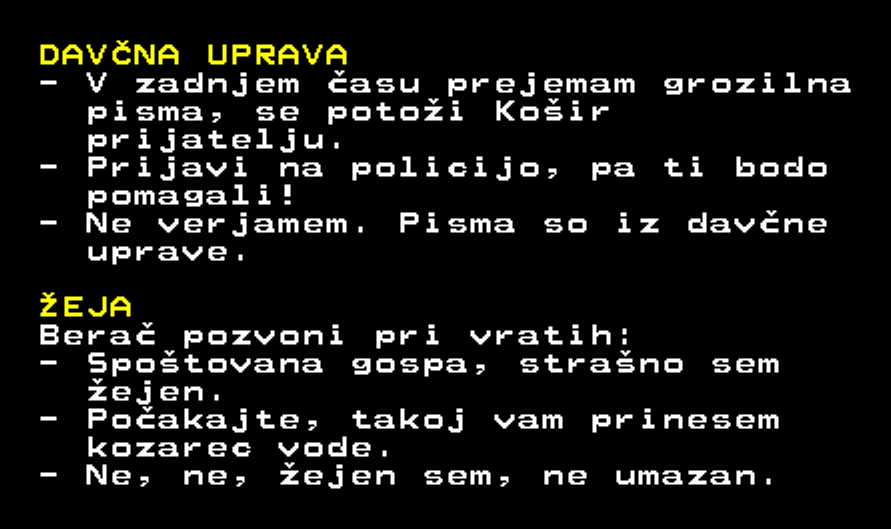 DAVČNA UPRAVA
- V zadnjem času prejemam grozilna
pisma, se potoži Košir
prijatelju.
- Prijavi na policijo, pa ti bodo
pomagali!
- Ne verjamem. Pisma so iz davčne
uprave.
ŽEJA
Berač pozvoni pri vratih:
- Spoštovana gospa, strašno sem
žejen.
- Počakajte, takoj vam prinesem
kozarec vode.
- Ne, ne, žejen sem, ne umazan.